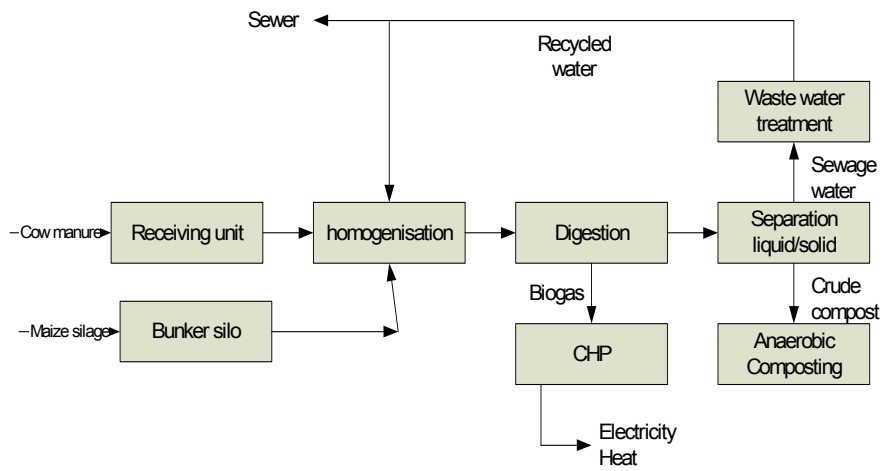 Sewer
Recycled
water
Waste water
treatment
Sewage
water
Cow manure
Receiving unit
homogenisation
Digestion
Separation
liquid/solid
Biogas
Crude
compost
Maize silage
Bunker silo
CHP
Anaerobic
Composting
Electricity
Heat